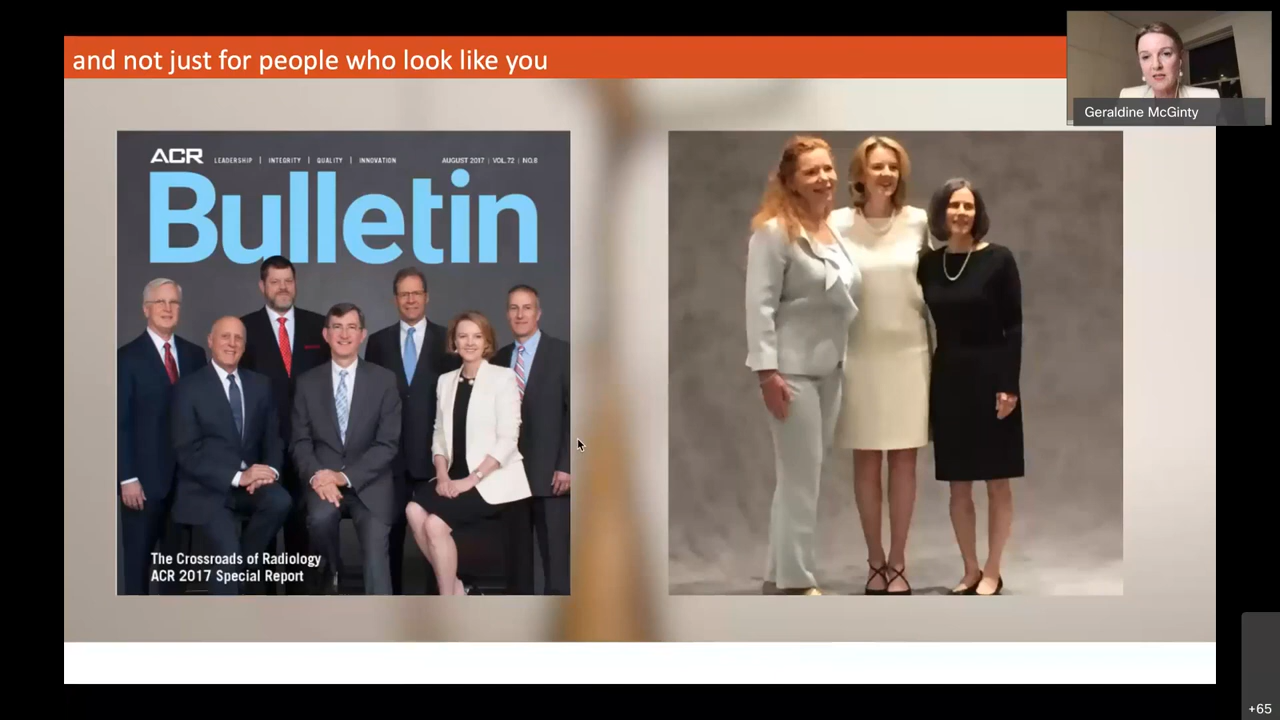 and not just for people who look like you
Geraldine McGinty
ACR LEADERSHIP | INTEGRITY | QUALITY | INNOVATION AUGUST 2017 | VOL.72 | NO.8
Bulletin
The Crossroads of Radiology
ACR 2017 Special Report
+65